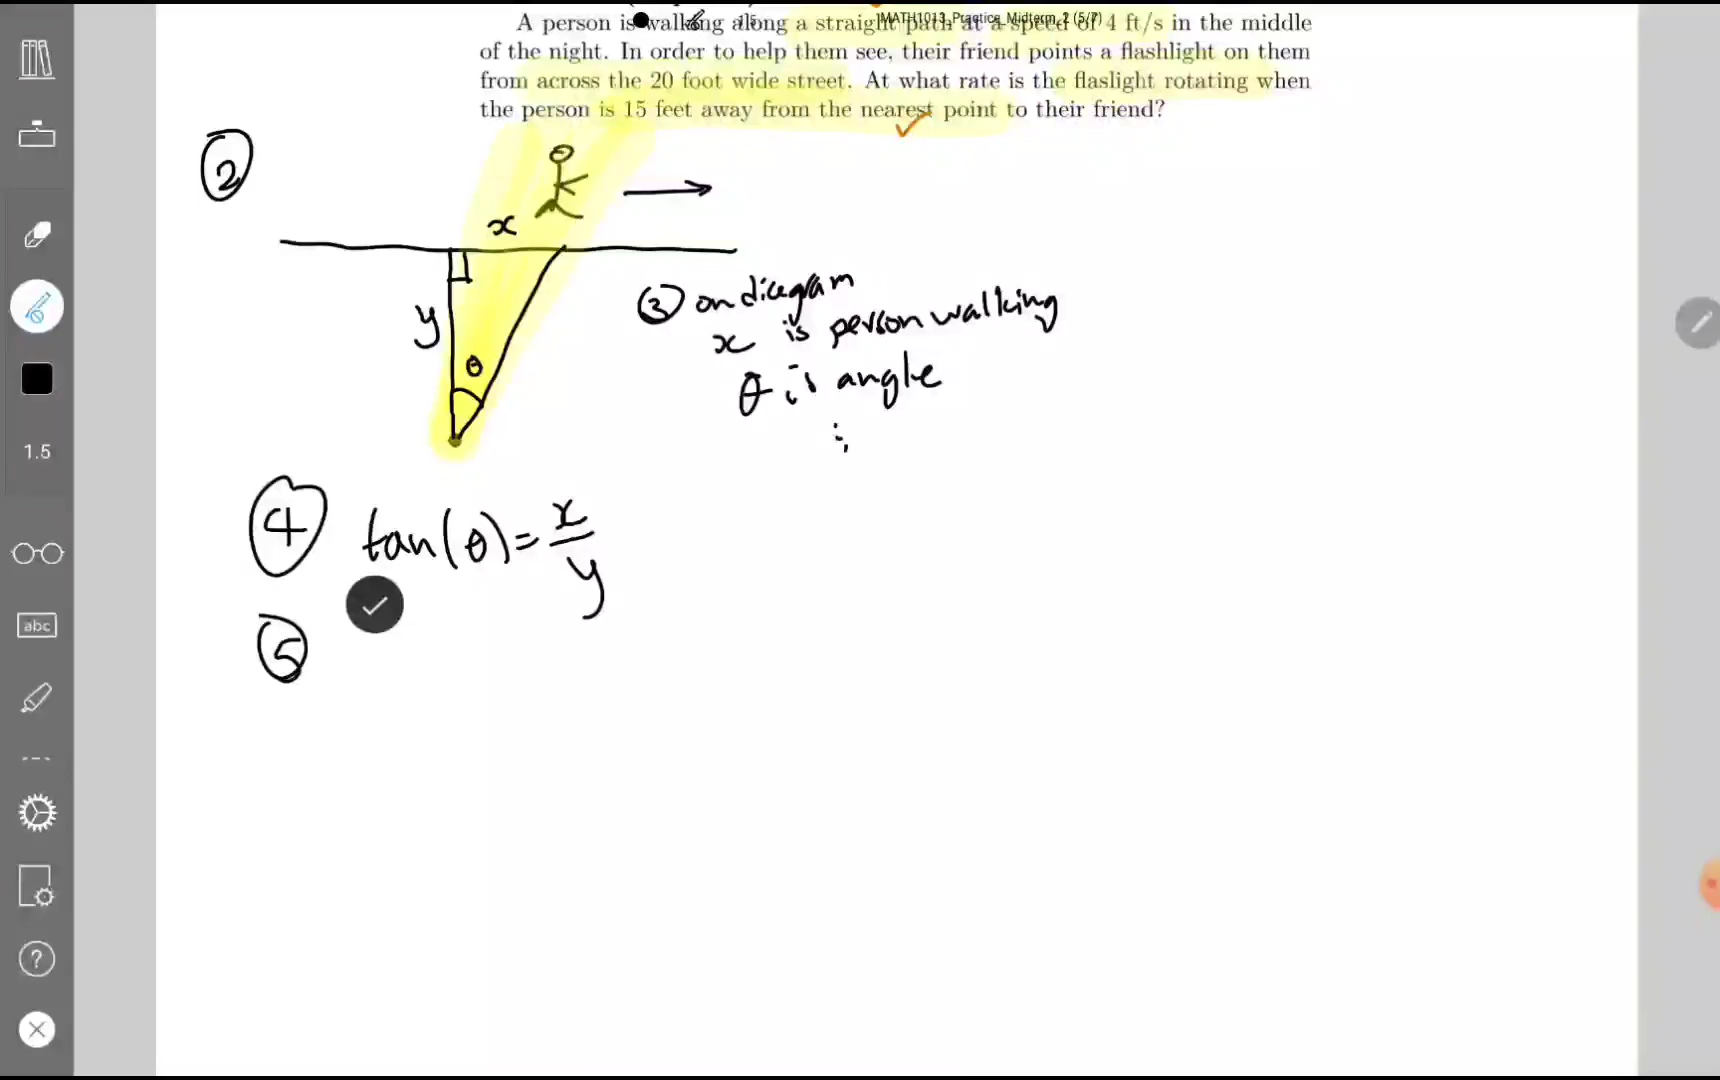 MATH1013_Practice_Midterm_2 (5/7)
A person is walking along a straight path at a speed of 4 ft/s in the middle
of the night. In order to help them see, their friend points a flashlight on them
from across the 20 foot wide street. At what rate is the flaslight rotating when
the person is 15 feet away from the nearest point to their friend?
②
x
y
θ
③ on diagram
x is person walking
θ is angle
④ tan(θ) = x/y
⑤
1.5
abc
?